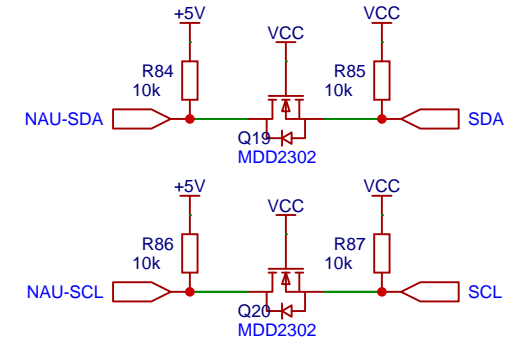 +5V
VCC
VCC
R84
10k
R85
10k
NAU-SDA
SDA
Q19
MDD2302
+5V
VCC
VCC
R86
10k
R87
10k
NAU-SCL
SCL
Q20
MDD2302